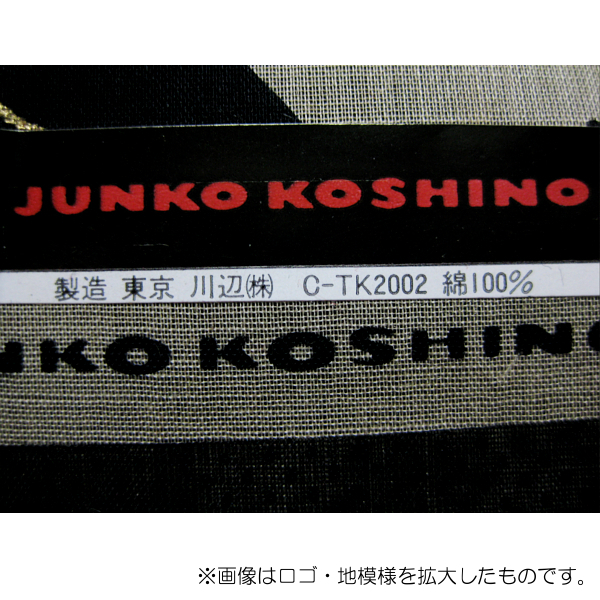 JUNKO KOSHINO
製造 東京 川辺㈱ C-TK2002 綿100%
NKO KOSHINO
※画像はロゴ・地模様を拡大したものです。